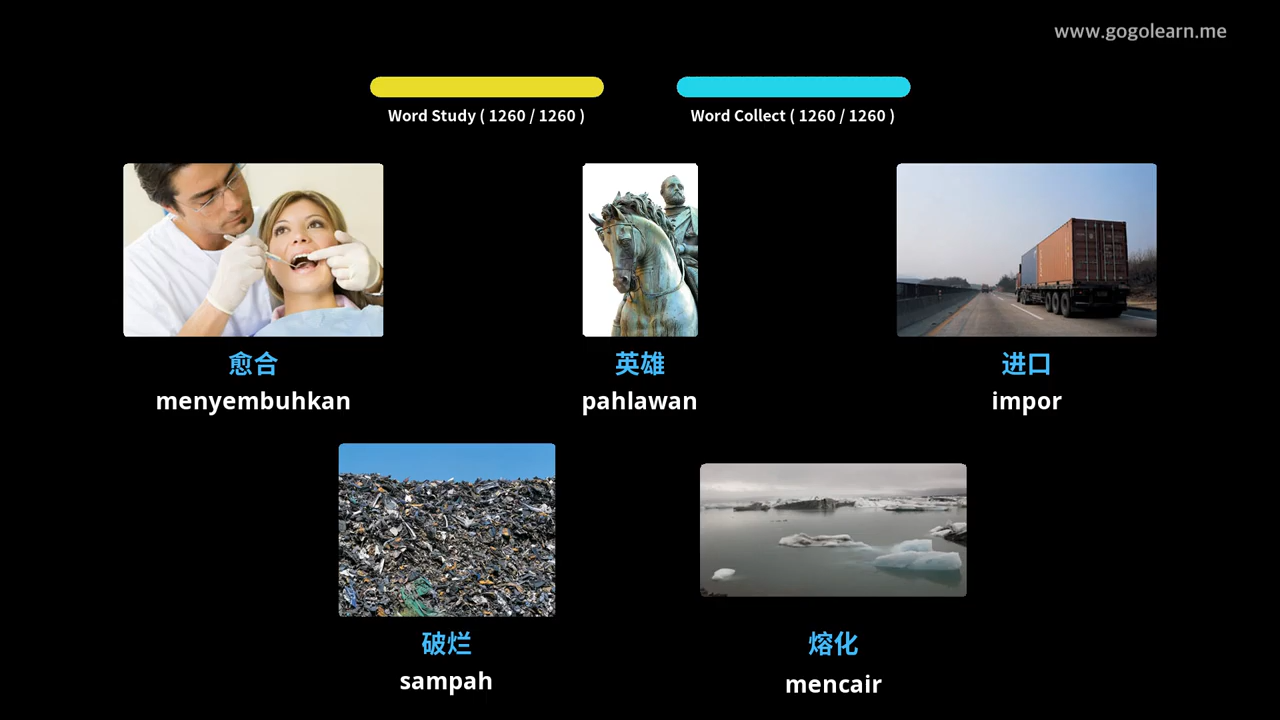 www.gogolearn.me
Word Study ( 1260 / 1260 )
Word Collect ( 1260 / 1260 )
愈合
menyembuhkan
英雄
pahlawan
进口
impor
破烂
sampah
熔化
mencair